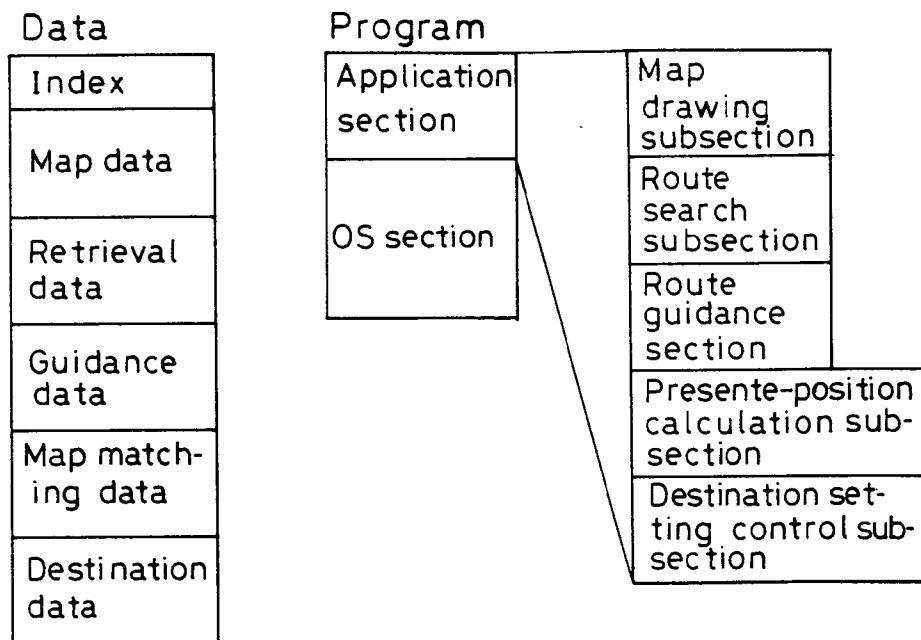 Data
Index
Map data
Retrieval
data
Guidance
data
Map match-
ing data
Destination
data
Program
Application
section
OS section
Map
drawing
subsection
Route
search
subsection
Route
guidance
section
Presente-position
calculation sub-
section
Destination set-
ting control sub-
section